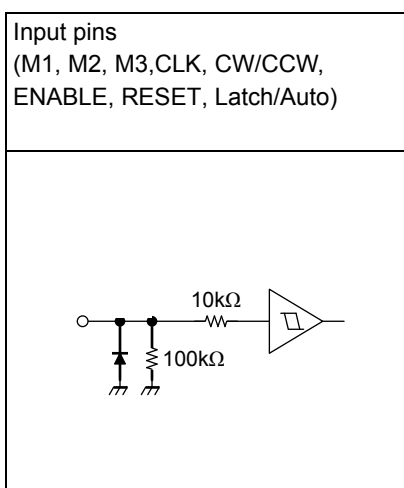 Input pins
(M1, M2, M3,CLK, CW/CCW,
ENABLE, RESET, Latch/Auto)
10kΩ
100kΩ